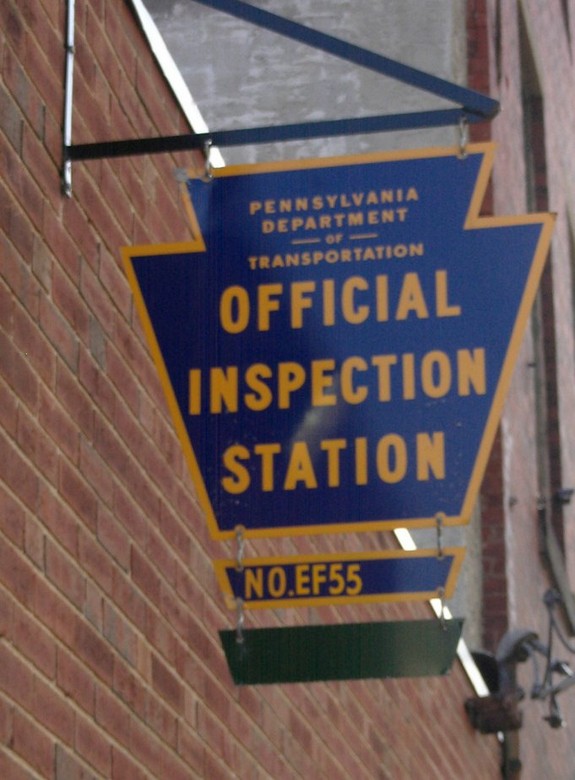 PENNSYLVANIA
DEPARTMENT
OF
TRANSPORTATION
OFFICIAL
INSPECTION
STATION
NO.EF55